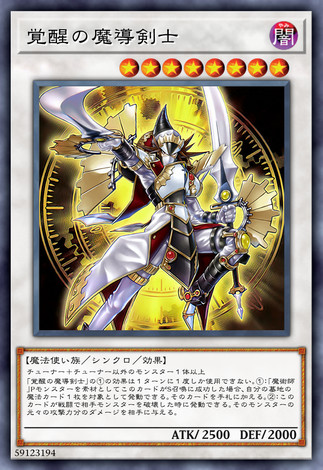 覚醒の魔導剣士
やみ
闇
【魔法使い族／シンクロ／効果】
チューナー＋チューナー以外のモンスター１体以上
「覚醒の魔導剣士」の①の効果は１ターンに１度しか使用できない。①：「魔術師」
Pモンスターを素材としてこのカードがS召喚に成功した場合、自分の墓地の
魔法カード１枚を対象として発動できる。そのカードを手札に加える。②：こ
のカードが戦闘で相手モンスターを破壊した時に発動できる。そのモンスター
の元々の攻撃力分のダメージを相手に与える。
ATK/ 2500 DEF/ 2000
59123194